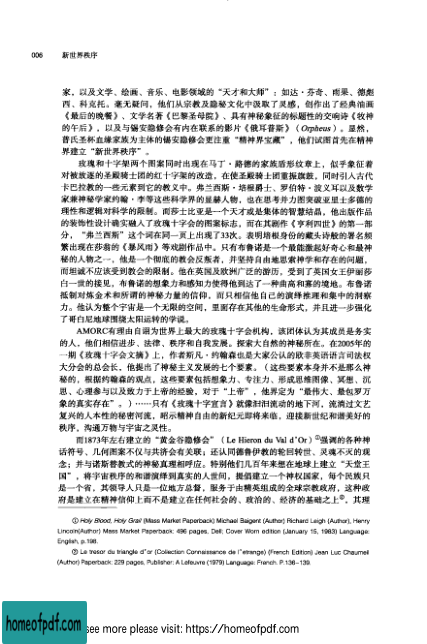 006 新世界秩序
家，以及文学、绘画、音乐、电影领域的“天才和大师”：如达·芬奇、雨果、德彪
西、科克托。毫无疑问，他们从宗教及隐秘文化中汲取了灵感，创作出了经典油画
《最后的晚餐》、文学名著《巴黎圣母院》、具有神秘象征的标题性的交响诗《牧神
的午后》，以及与锡安隐修会有内在联系的影片《俄耳普斯》（Orpheus）。显然，
普氏圣杯血缘家族为主体的锡安隐修会更注重“精神界宝藏”，他们试图首先在精神
界建立“新世界秩序”。
玫瑰和十字架两个图案同时出现在马丁·路德的家族盾形纹章上，似乎象征着
对被放逐的圣殿骑士团的红十字架的改造，在使圣殿骑士团重振旗鼓，同时引入古代
卡巴拉教的一些元素到它的教义中。弗兰西斯·培根爵士、罗伯特·波义耳以及数学
家兼神秘学家约翰·李等这些科学界的显赫人物，也在思考并力图突破亚里士多德的
理性和逻辑对科学的限制。而莎士比亚是一个天才或是集体的智慧结晶，他出版作品
的装饰性设计确实融入了玫瑰十字会的图案标志，而在其剧作《亨利四世》的第一部
分，“弗兰西斯”这个词在同一页上出现了33次。表明培根身份的藏头诗般的署名频
繁出现在莎翁的《暴风雨》等戏剧作品中。只有布鲁诺是一个最能激起好奇心和最神
秘的人物之一，他是一个彻底的教会反叛者，并坚持自由地思索神学和存在的问题，
而坦诚不应该受到教会的限制。他在英国及欧洲广泛的游历，受到了英国女王伊丽莎
白一世的接见，布鲁诺的想象力和感知力使得他到达了一种曲高和寡的境地。布鲁诺
抵制对炼金术和所谓的神秘力量的信仰，而只相信他自己的演绎推理和集中的洞察
力。他认为整个宇宙是一个无限的空间，里面存在其他的生命形式，并且进一步强化
了哥白尼地球围绕太阳运转的学说。
AMORC有理由自诩为世界上最大的玫瑰十字会机构，该团体认为其成员是务实
的人，他们相信进步、法律、秩序和自我发展。探索大自然的神秘所在。在2005年的
一期《玫瑰十字会文摘》上，作者斯凡·约翰森也是大家公认的欧非英语语言司法权
大分会的总会长，他提出了神秘主义发展的七个要素。（这些要素本身并不是那么神
秘的，根据约翰森的观点，这些要素包括想象力、专注力、形成思维图像、冥想、沉
思、心理参与以及致力于上帝的经验，对于“上帝”，他界定为“最伟大、最包罗万
象的真实存在”。）……只有《玫瑰十字宣言》就像汩汩流动的地下河，流淌过文艺
复兴的人本性的秘密河流，昭示精神自由的新纪元即将来临，迎接新世纪和谐美好的
秩序，沟通万物与宇宙之灵性。
而1873年左右建立的“黄金谷隐修会”（Le Hieron du Val d'Or）①强调的各种神
话符号、几何图案不仅与共济会有关联；还认同德鲁伊教的轮回转世、灵魂不灭的观
念；并与诺斯替教式的神秘真理相呼应。特别他们几百年来想在地球上建立“天堂王
国”，将宇宙秩序的和谐演绎到真实的人世间，提倡建立一个神权国家，每个民族只
是一个省，其领导人只是一位地方总督，服务于由精英组成的全球宗教政府，这种政
府是建立在精神信仰上而不是建立在任何社会的、政治的、经济的基础之上②。其理
① Holy Blood, Holy Grail (Mass Market Paperback) Michael Baigent (Author) Richard Leigh (Author), Henry
Lincoln(Author) Mass Market Paperback: 496 pages, Dell; Cover Worn edition (January 15, 1983) Language:
English, p.198.
② Le tresor du triangle d'or (Collection Connaissance de l'etrange) (French Edition) Jean Luc Chaumeil
(Author) Paperback: 229 pages, Publisher: A Lefeuvre (1979) Language: French. P.136–139.
homeofpdf.com
see more please visit: https://homeofpdf.com